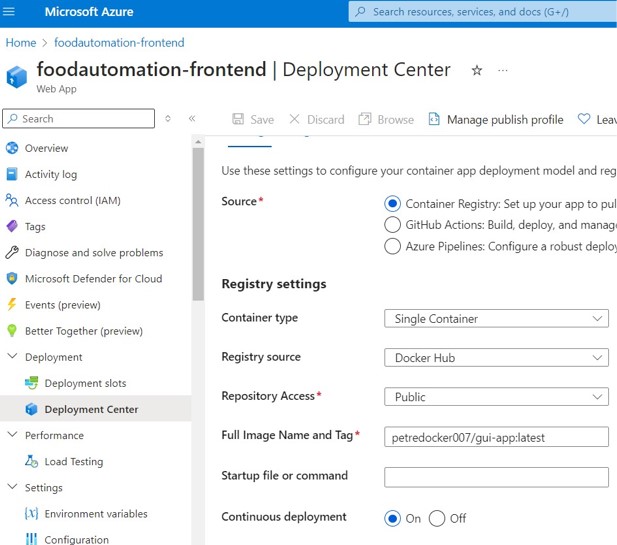 Microsoft Azure
Search resources, services, and docs (G+/)
Home > foodautomation-frontend
foodautomation-frontend | Deployment Center
Web App
Search
Save Discard Browse Manage publish profile Leav
Overview
Activity log
Access control (IAM)
Tags
Diagnose and solve problems
Microsoft Defender for Cloud
Events (preview)
Better Together (preview)
Deployment
Deployment slots
Deployment Center
Performance
Load Testing
Settings
Environment variables
Configuration
Use these settings to configure your container app deployment model and reg
Source*
Container Registry: Set up your app to pul
GitHub Actions: Build, deploy, and manage
Azure Pipelines: Configure a robust deploy
Registry settings
Container type
Single Container
Registry source
Docker Hub
Repository Access*
Public
Full Image Name and Tag*
petredocker007/gui-app:latest
Startup file or command
Continuous deployment
On Off